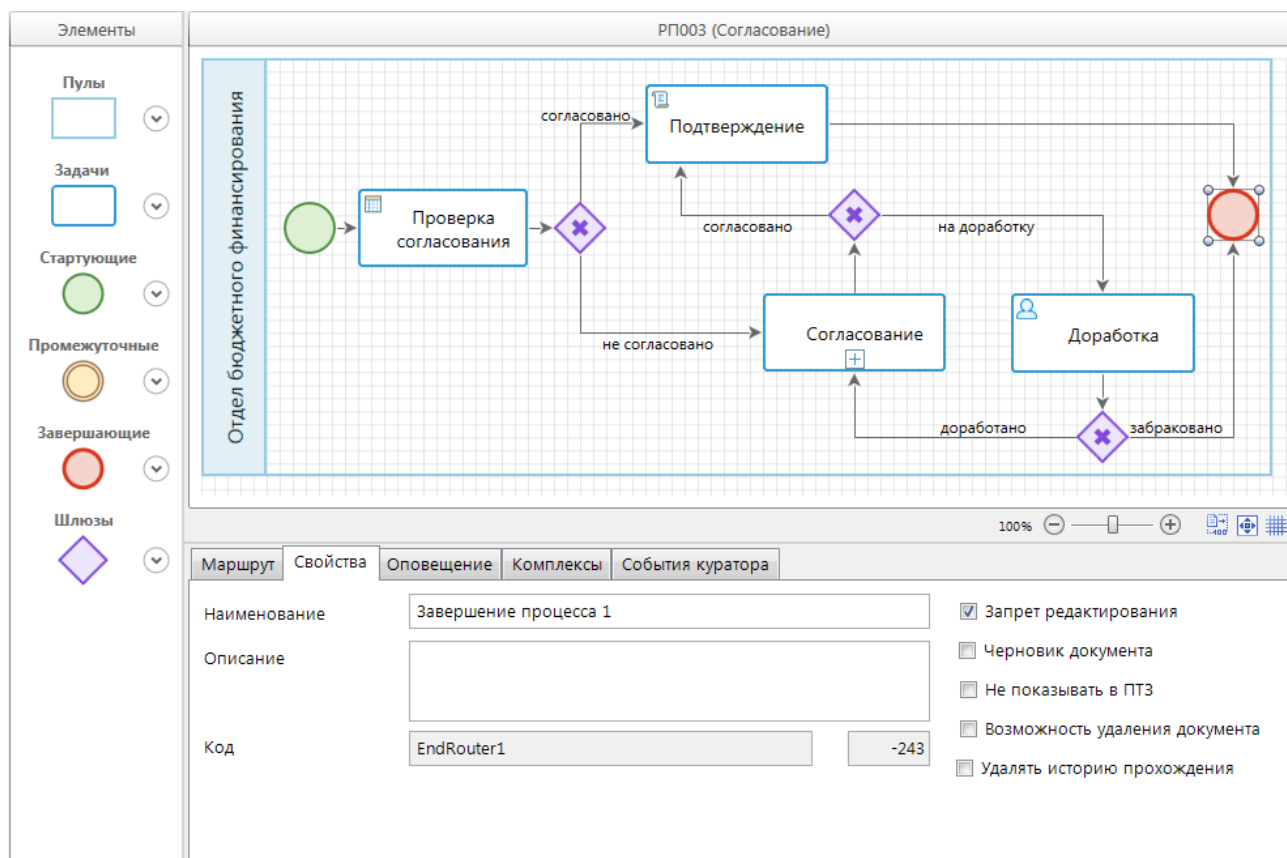 Элементы
Пулы
Задачи
Стартующие
Промежуточные
Завершающие
Шлюзы
РП003 (Согласование)
Отдел бюджетного финансирования
согласовано
Подтверждение
Проверка
согласования
согласовано
на доработку
не согласовано
Согласование
Доработка
доработано
забраковано
100%
Маршрут
Свойства
Оповещение
Комплексы
События куратора
Наименование
Завершение процесса 1
Описание
Код
EndRouter1
-243
Запрет редактирования
Черновик документа
Не показывать в ПТЗ
Возможность удаления документа
Удалять историю прохождения